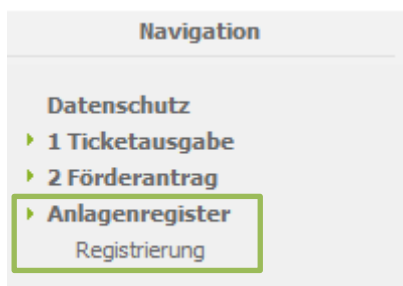 Navigation
Datenschutz
1 Ticketausgabe
2 Förderantrag
Anlagenregister
Registrierung